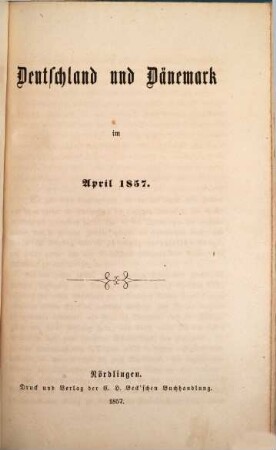 Deutschland und Dänemark
im
April 1857.
Nördlingen.
Druck und Verlag der C. H. Beck'schen Buchhandlung.
1857.